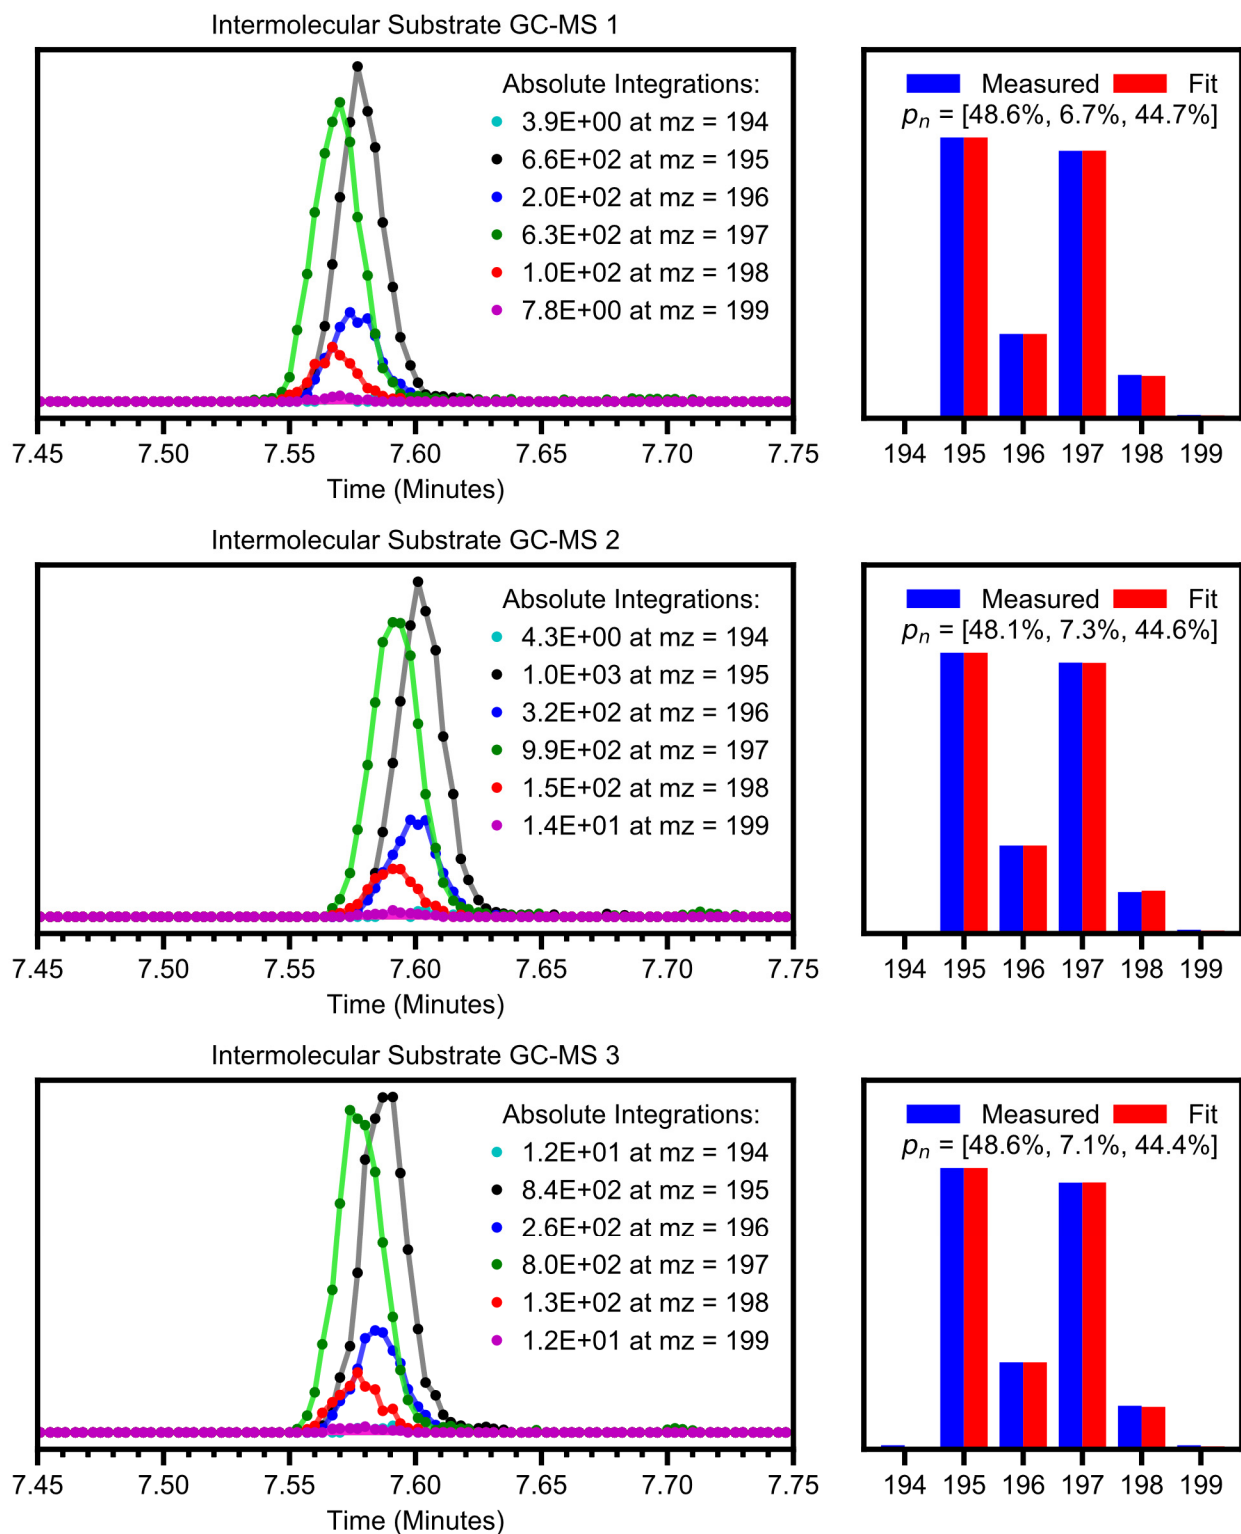 Intermolecular Substrate GC-MS 1
Absolute Integrations:
3.9E+00 at mz = 194
6.6E+02 at mz = 195
2.0E+02 at mz = 196
6.3E+02 at mz = 197
1.0E+02 at mz = 198
7.8E+00 at mz = 199
7.45 7.50 7.55 7.60 7.65 7.70 7.75
Time (Minutes)
Measured Fit
pₙ = [48.6%, 6.7%, 44.7%]
194 195 196 197 198 199
Intermolecular Substrate GC-MS 2
Absolute Integrations:
4.3E+00 at mz = 194
1.0E+03 at mz = 195
3.2E+02 at mz = 196
9.9E+02 at mz = 197
1.5E+02 at mz = 198
1.4E+01 at mz = 199
7.45 7.50 7.55 7.60 7.65 7.70 7.75
Time (Minutes)
Measured Fit
pₙ = [48.1%, 7.3%, 44.6%]
194 195 196 197 198 199
Intermolecular Substrate GC-MS 3
Absolute Integrations:
1.2E+01 at mz = 194
8.4E+02 at mz = 195
2.6E+02 at mz = 196
8.0E+02 at mz = 197
1.3E+02 at mz = 198
1.2E+01 at mz = 199
7.45 7.50 7.55 7.60 7.65 7.70 7.75
Time (Minutes)
Measured Fit
pₙ = [48.6%, 7.1%, 44.4%]
194 195 196 197 198 199